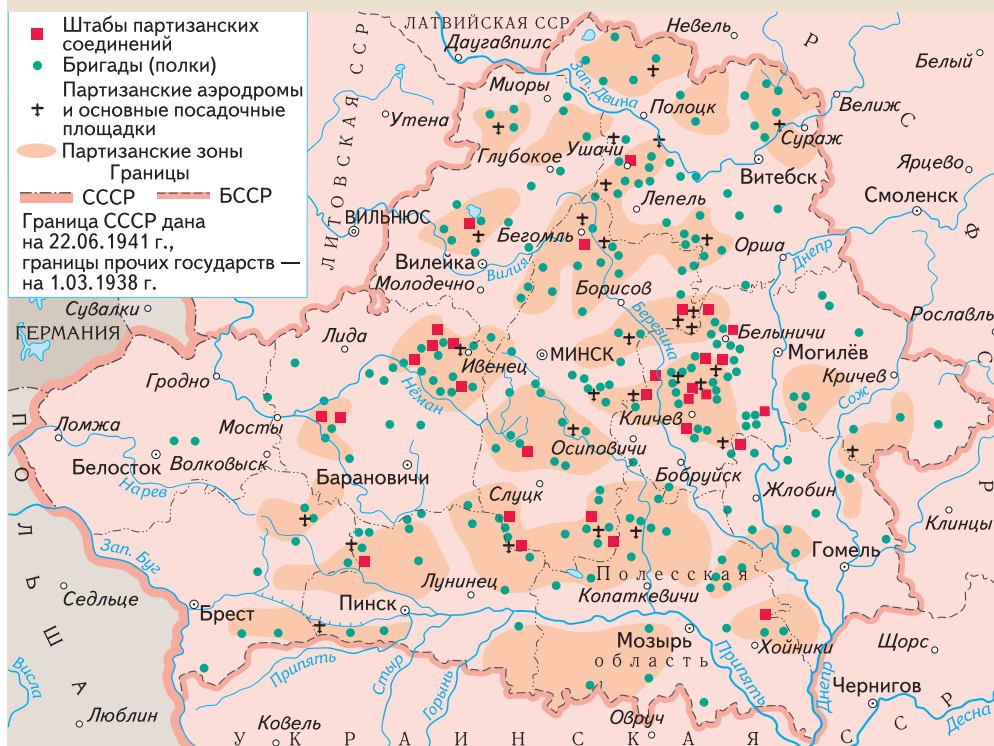 Штабы партизанских
соединений
Бригады (полки)
Партизанские аэродромы
и основные посадочные
площадки
Партизанские зоны
Границы
СССР
БССР
Граница СССР дана
на 22.06.1941 г.,
границы прочих государств —
на 1.03.1938 г.
ЛАТВИЙСКАЯ ССР
Даугавпилс
Невель
Белый
Миоры
Зап. Двина
Полоцк
Велиж
Утена
Сураж
Глубокое
Ушачи
Витебск
Ярцево
Лепель
Смоленск
ЛИТОВСКАЯ ССР
ВИЛЬНЮС
Бегомль
Орша
Днепр
Вилейка
Вилия
Молодечно
Борисов
Сувалки
ГЕРМАНИЯ
Березина
Рославль
Лида
Белыничи
МИНСК
Могилёв
Ивенец
Гродно
Кричев
Неман
Сож
Кличев
Ломжа
Мосты
Осиповичи
Белосток
Волковыск
Барановичи
Бобруйск
Нарев
Слуцк
Жлобин
Клинцы
Зап. Буг
Гомель
Лунинец
Полесская
Копаткевичи
Седльце
Брест
Пинск
Мозырь
область
Хойники
Щорс
Припять
Стыр
Горынь
Припять
Днепр
Чернигов
Висла
Люблин
Ковель
Овруч
Десна
ПОЛЬША
УКРАИНСКАЯ ССР
Р С Ф С Р